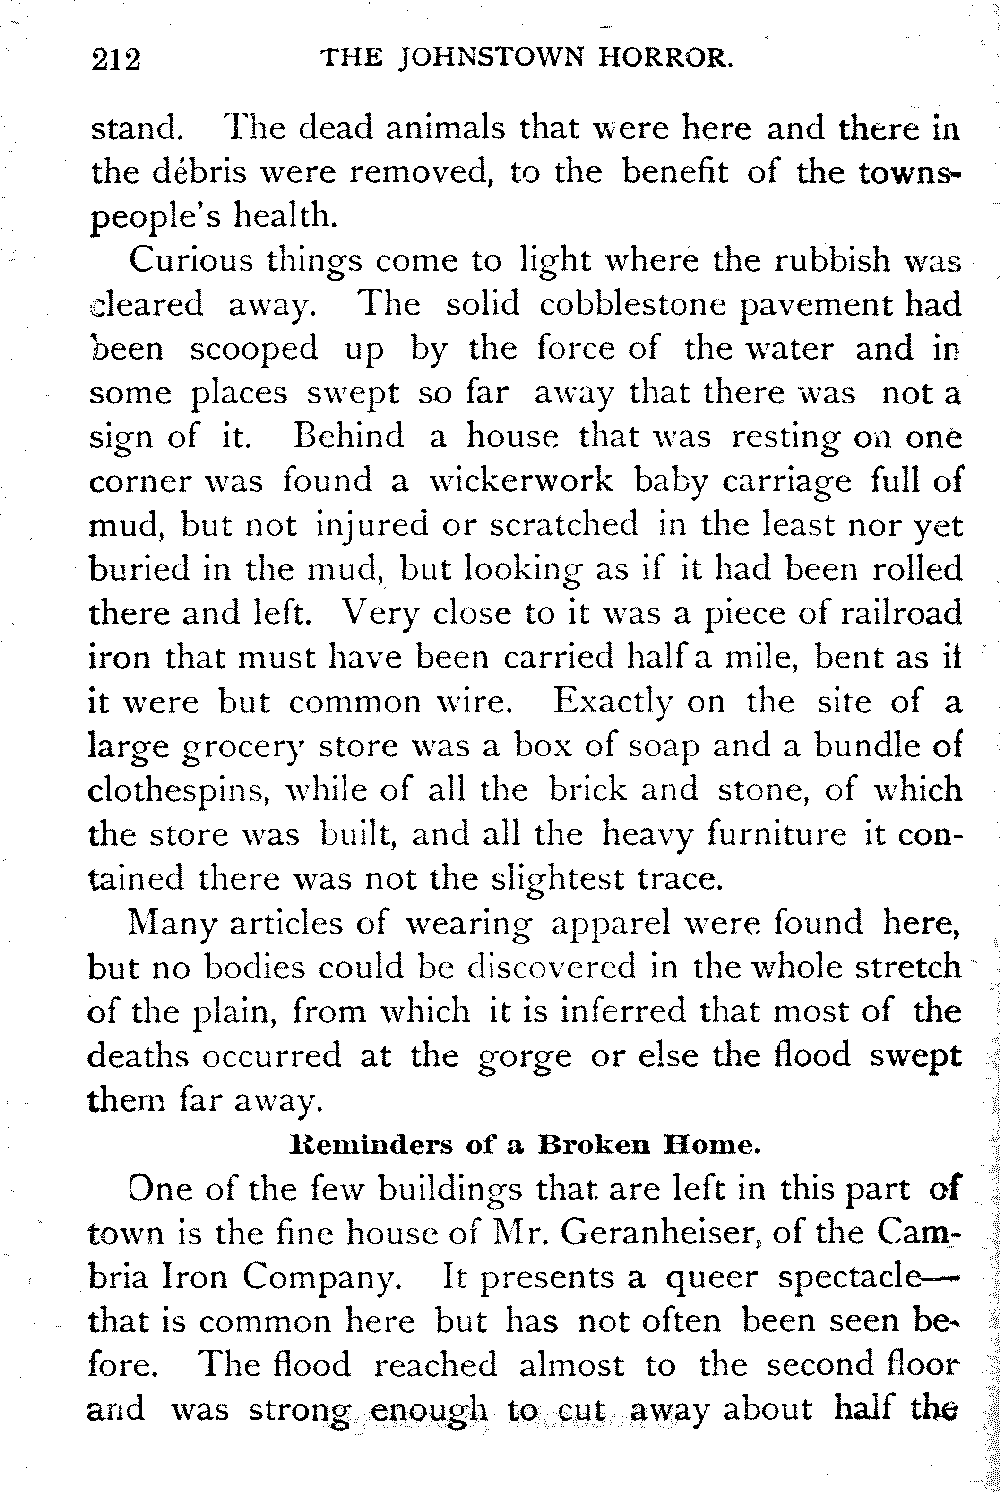 212 THE JOHNSTOWN HORROR.
stand. The dead animals that were here and there in
the débris were removed, to the benefit of the towns-
people's health.
Curious things come to light where the rubbish was
cleared away. The solid cobblestone pavement had
been scooped up by the force of the water and in
some places swept so far away that there was not a
sign of it. Behind a house that was resting on one
corner was found a wickerwork baby carriage full of
mud, but not injured or scratched in the least nor yet
buried in the mud, but looking as if it had been rolled
there and left. Very close to it was a piece of railroad
iron that must have been carried half a mile, bent as if
it were but common wire. Exactly on the site of a
large grocery store was a box of soap and a bundle of
clothespins, while of all the brick and stone, of which
the store was built, and all the heavy furniture it con-
tained there was not the slightest trace.
Many articles of wearing apparel were found here,
but no bodies could be discovered in the whole stretch
of the plain, from which it is inferred that most of the
deaths occurred at the gorge or else the flood swept
them far away.
Reminders of a Broken Home.
One of the few buildings that are left in this part of
town is the fine house of Mr. Geranheiser, of the Cam-
bria Iron Company. It presents a queer spectacle—
that is common here but has not often been seen be-
fore. The flood reached almost to the second floor
and was strong enough to cut away about half the